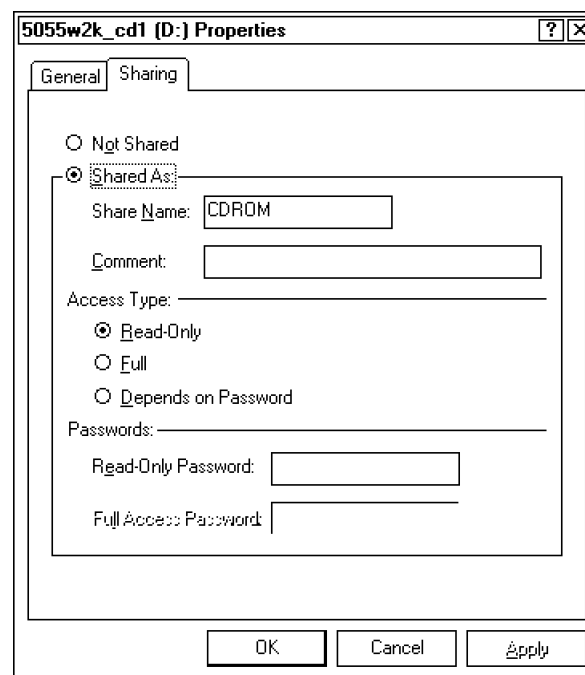 5055w2k_cd1 (D:) Properties ? X
General Sharing
Not Shared
Shared As:
Share Name: CDROM
Comment:
Access Type:
Read-Only
Full
Depends on Password
Passwords:
Read-Only Password:
Full Access Password:
OK Cancel Apply